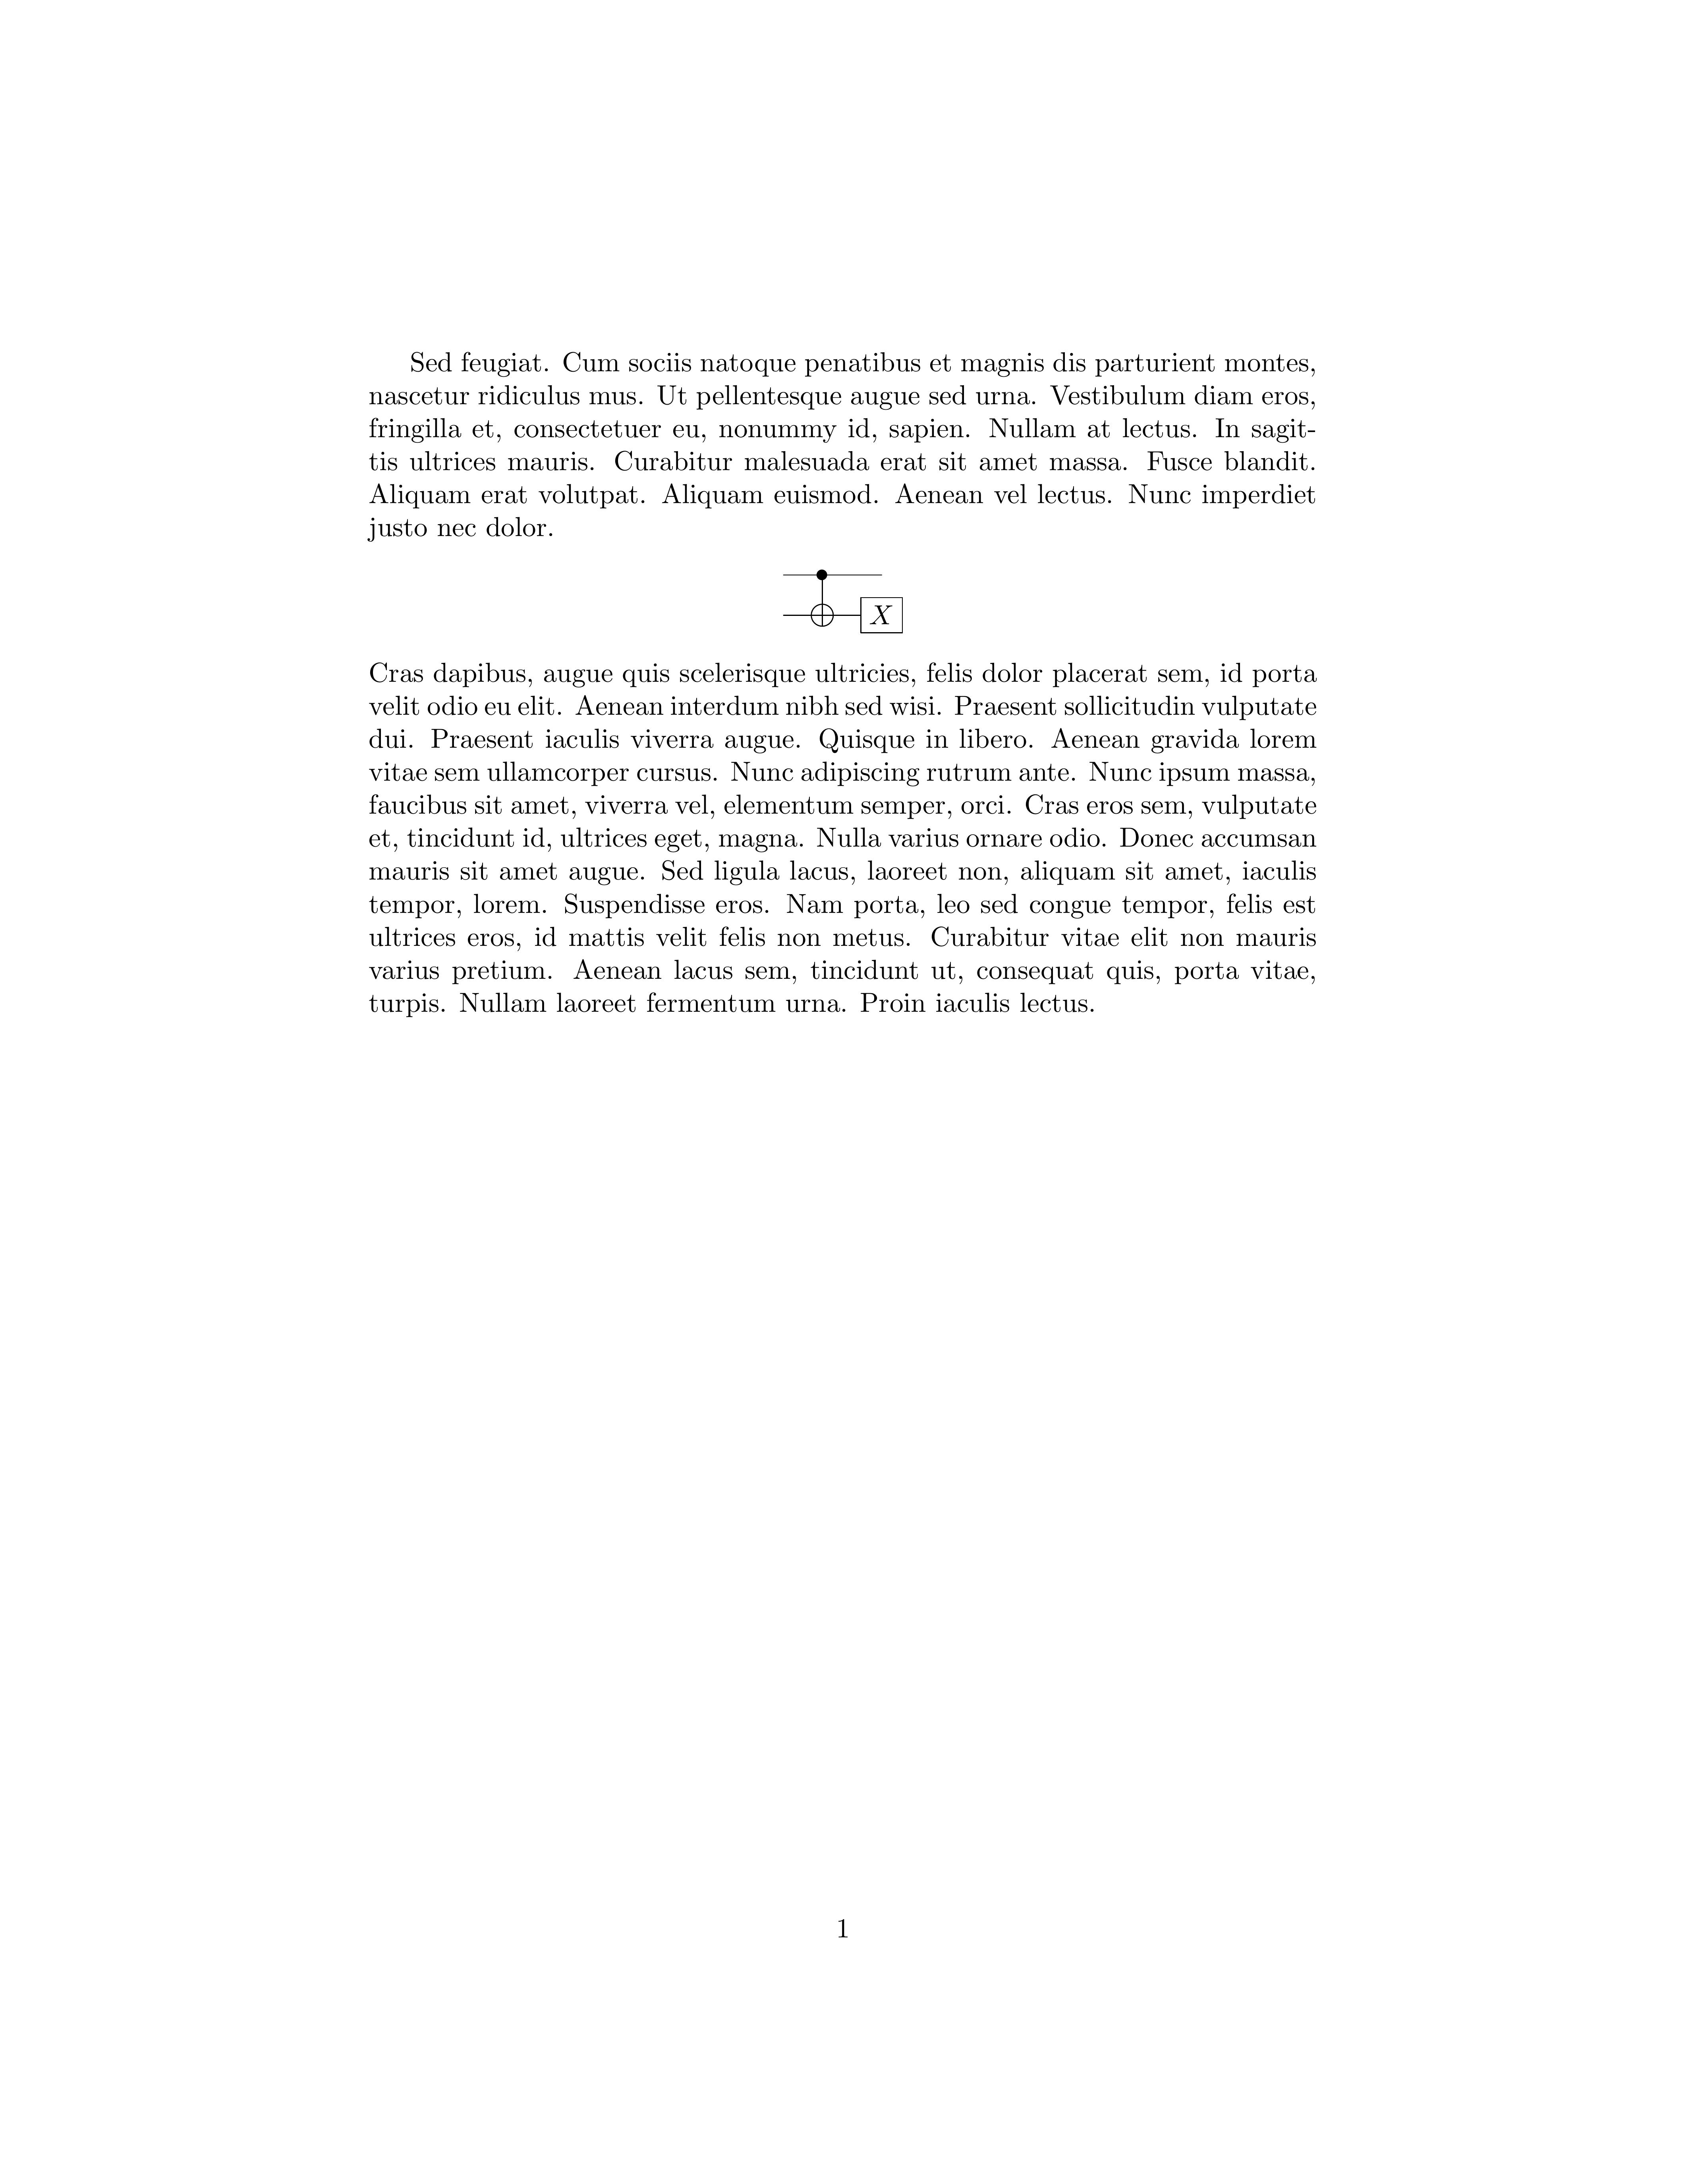 Sed feugiat. Cum sociis natoque penatibus et magnis dis parturient montes,
nascetur ridiculus mus. Ut pellentesque augue sed urna. Vestibulum diam eros,
fringilla et, consectetuer eu, nonummy id, sapien. Nullam at lectus. In sagit-
tis ultrices mauris. Curabitur malesuada erat sit amet massa. Fusce blandit.
Aliquam erat volutpat. Aliquam euismod. Aenean vel lectus. Nunc imperdiet
justo nec dolor.
X
Cras dapibus, augue quis scelerisque ultricies, felis dolor placerat sem, id porta
velit odio eu elit. Aenean interdum nibh sed wisi. Praesent sollicitudin vulputate
dui. Praesent iaculis viverra augue. Quisque in libero. Aenean gravida lorem
vitae sem ullamcorper cursus. Nunc adipiscing rutrum ante. Nunc ipsum massa,
faucibus sit amet, viverra vel, elementum semper, orci. Cras eros sem, vulputate
et, tincidunt id, ultrices eget, magna. Nulla varius ornare odio. Donec accumsan
mauris sit amet augue. Sed ligula lacus, laoreet non, aliquam sit amet, iaculis
tempor, lorem. Suspendisse eros. Nam porta, leo sed congue tempor, felis est
ultrices eros, id mattis velit felis non metus. Curabitur vitae elit non mauris
varius pretium. Aenean lacus sem, tincidunt ut, consequat quis, porta vitae,
turpis. Nullam laoreet fermentum urna. Proin iaculis lectus.
1